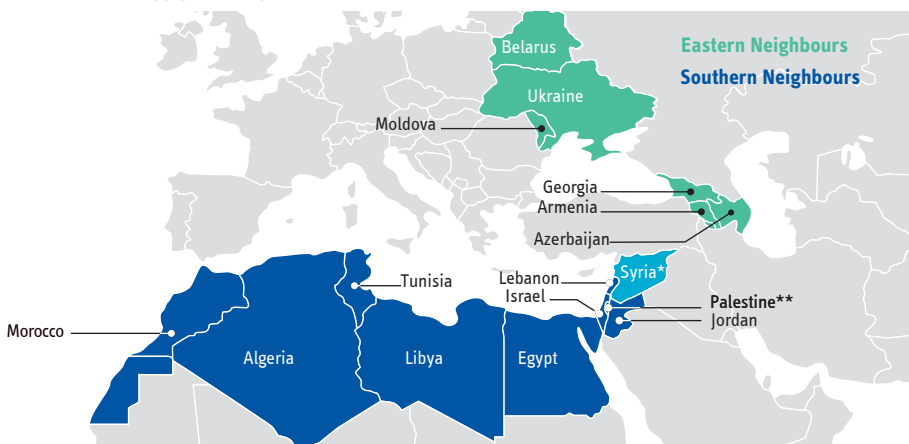 Belarus
Eastern Neighbours
Southern Neighbours
Ukraine
Moldova
Georgia
Armenia
Azerbaijan
Tunisia
Lebanon
Syria*
Israel
Palestine**
Jordan
Morocco
Algeria
Libya
Egypt